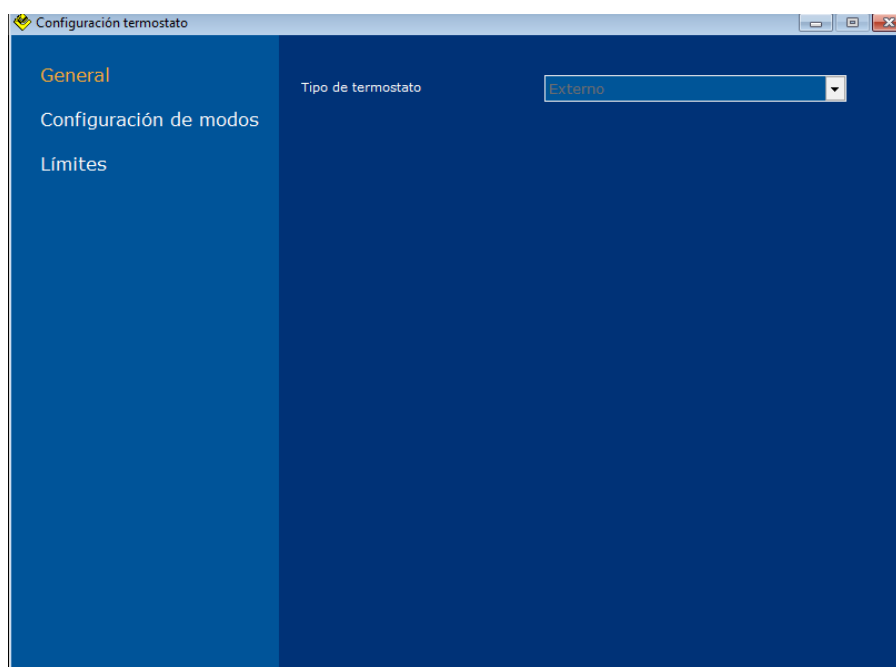 Configuración termostato
General
Configuración de modos
Límites
Tipo de termostato
Externo